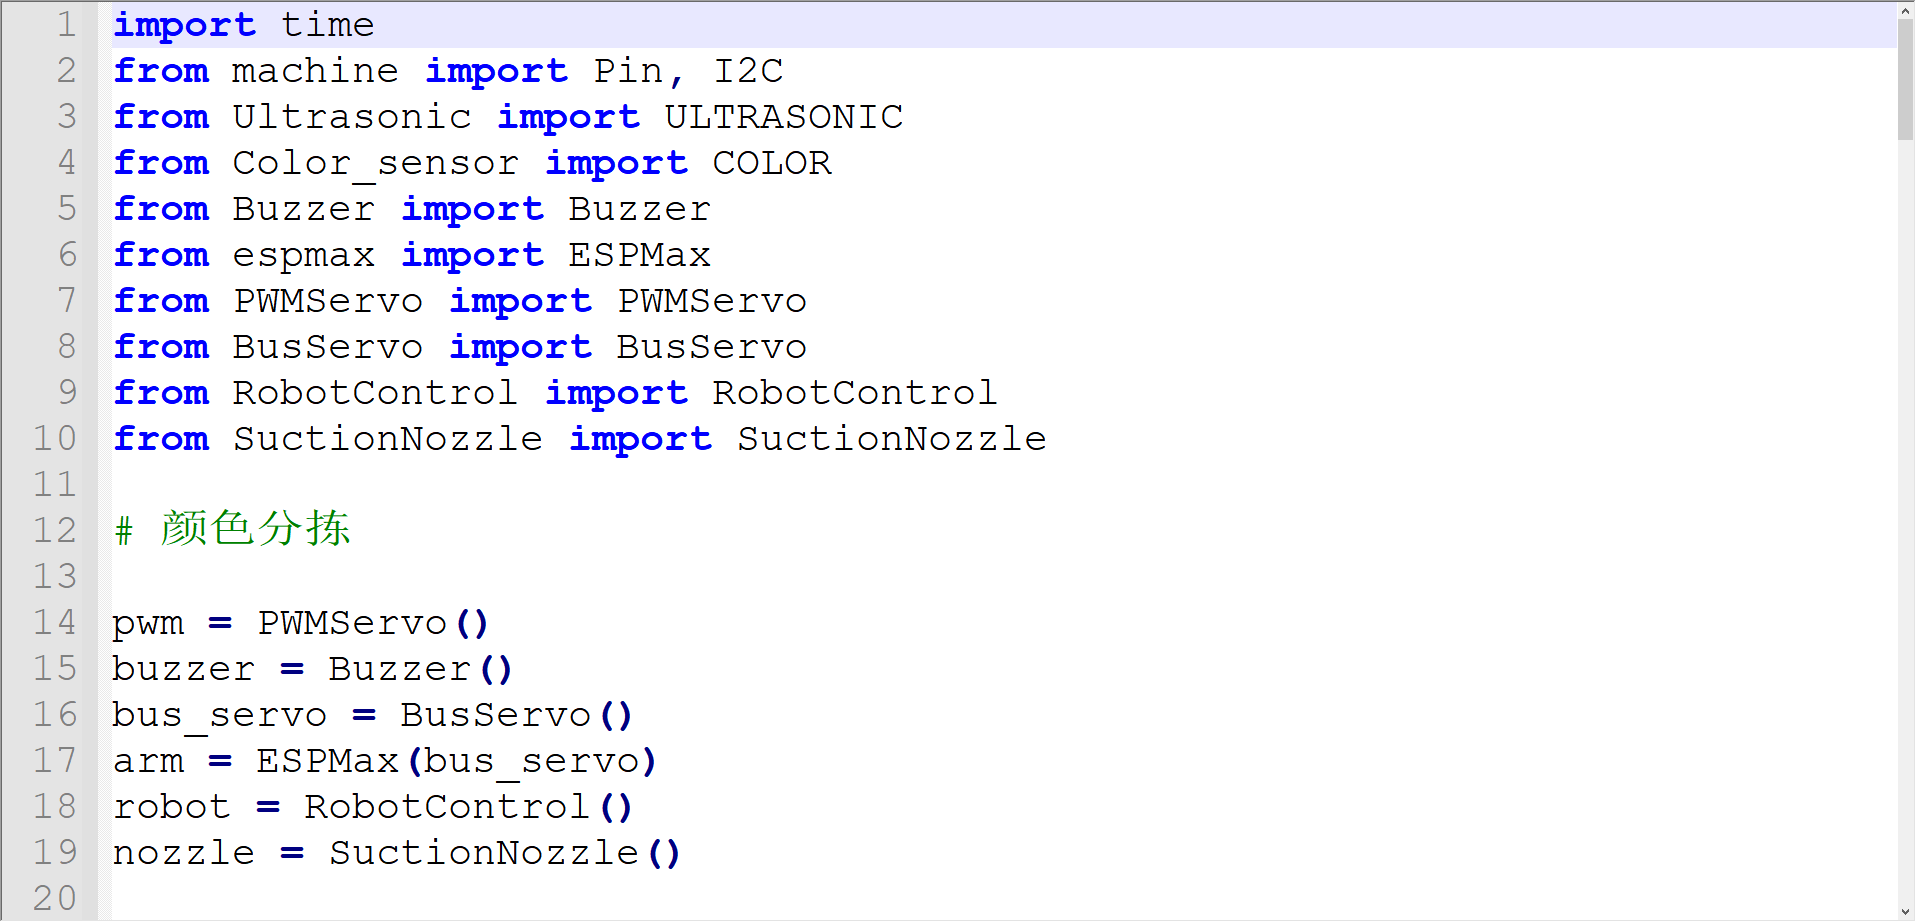 1 import time
2 from machine import Pin, I2C
3 from Ultrasonic import ULTRASONIC
4 from Color_sensor import COLOR
5 from Buzzer import Buzzer
6 from espmax import ESPMax
7 from PWMServo import PWMServo
8 from BusServo import BusServo
9 from RobotControl import RobotControl
10 from SuctionNozzle import SuctionNozzle
11
12 # 颜色分拣
13
14 pwm = PWMServo()
15 buzzer = Buzzer()
16 bus_servo = BusServo()
17 arm = ESPMax(bus_servo)
18 robot = RobotControl()
19 nozzle = SuctionNozzle()
20